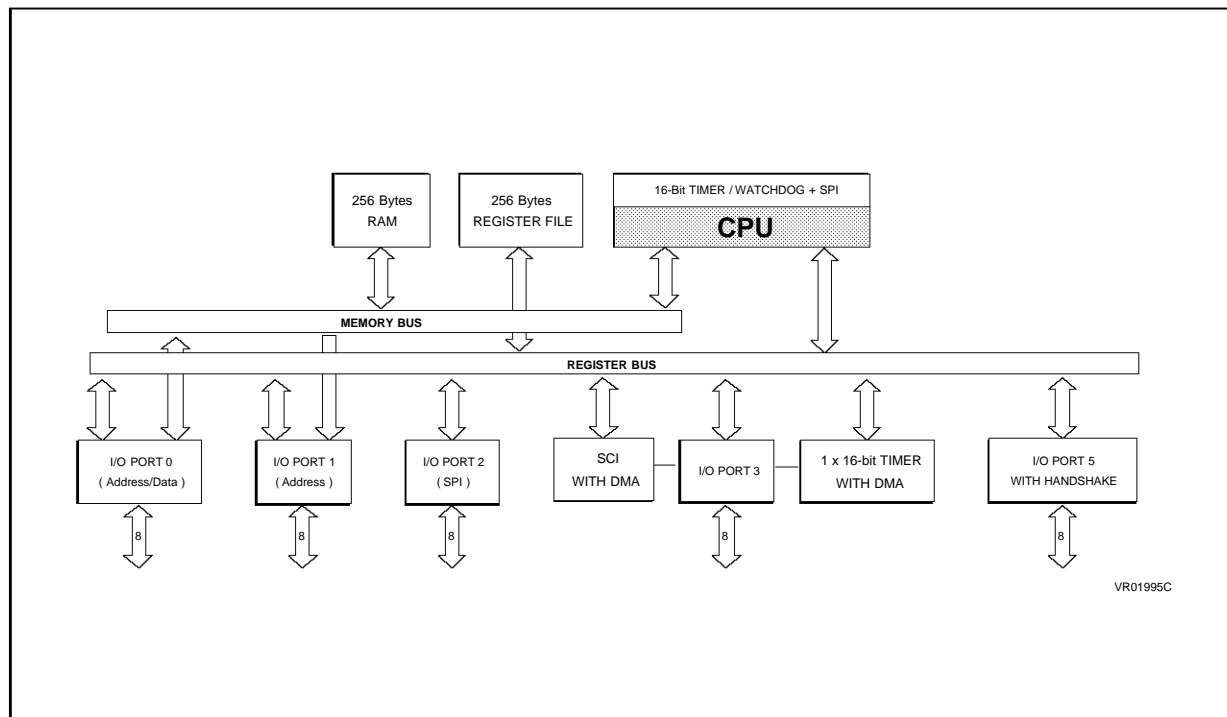 256 Bytes
RAM
256 Bytes
REGISTER FILE
16-Bit TIMER / WATCHDOG + SPI
CPU
MEMORY BUS
REGISTER BUS
I/O PORT 0
( Address/Data )
I/O PORT 1
( Address )
I/O PORT 2
( SPI )
SCI
WITH DMA
I/O PORT 3
1 x 16-bit TIMER
WITH DMA
I/O PORT 5
WITH HANDSHAKE
8
8
8
8
8
VR01995C